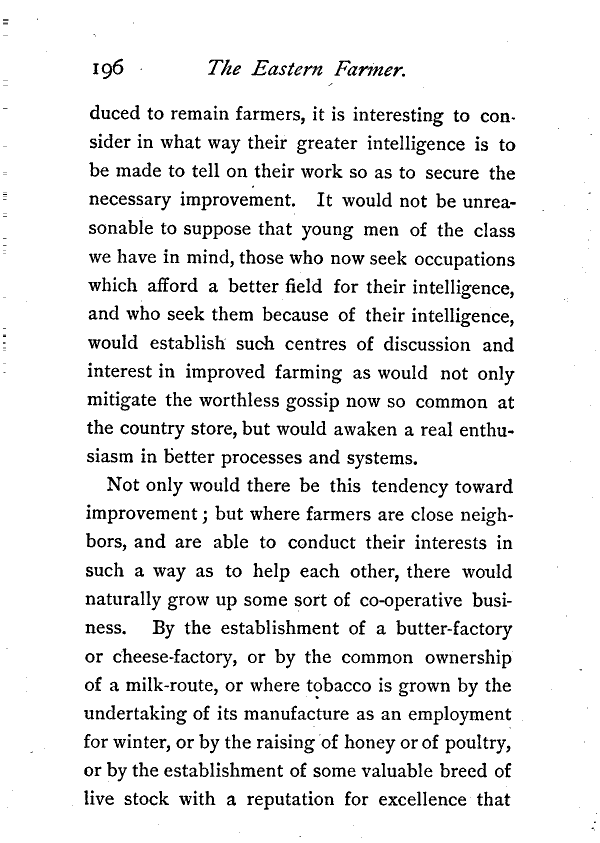 196 The Eastern Farmer.
duced to remain farmers, it is interesting to con-
sider in what way their greater intelligence is to
be made to tell on their work so as to secure the
necessary improvement. It would not be unrea-
sonable to suppose that young men of the class
we have in mind, those who now seek occupations
which afford a better field for their intelligence,
and who seek them because of their intelligence,
would establish such centres of discussion and
interest in improved farming as would not only
mitigate the worthless gossip now so common at
the country store, but would awaken a real enthu-
siasm in better processes and systems.
Not only would there be this tendency toward
improvement; but where farmers are close neigh-
bors, and are able to conduct their interests in
such a way as to help each other, there would
naturally grow up some sort of co-operative busi-
ness. By the establishment of a butter-factory
or cheese-factory, or by the common ownership
of a milk-route, or where tobacco is grown by the
undertaking of its manufacture as an employment
for winter, or by the raising of honey or of poultry,
or by the establishment of some valuable breed of
live stock with a reputation for excellence that